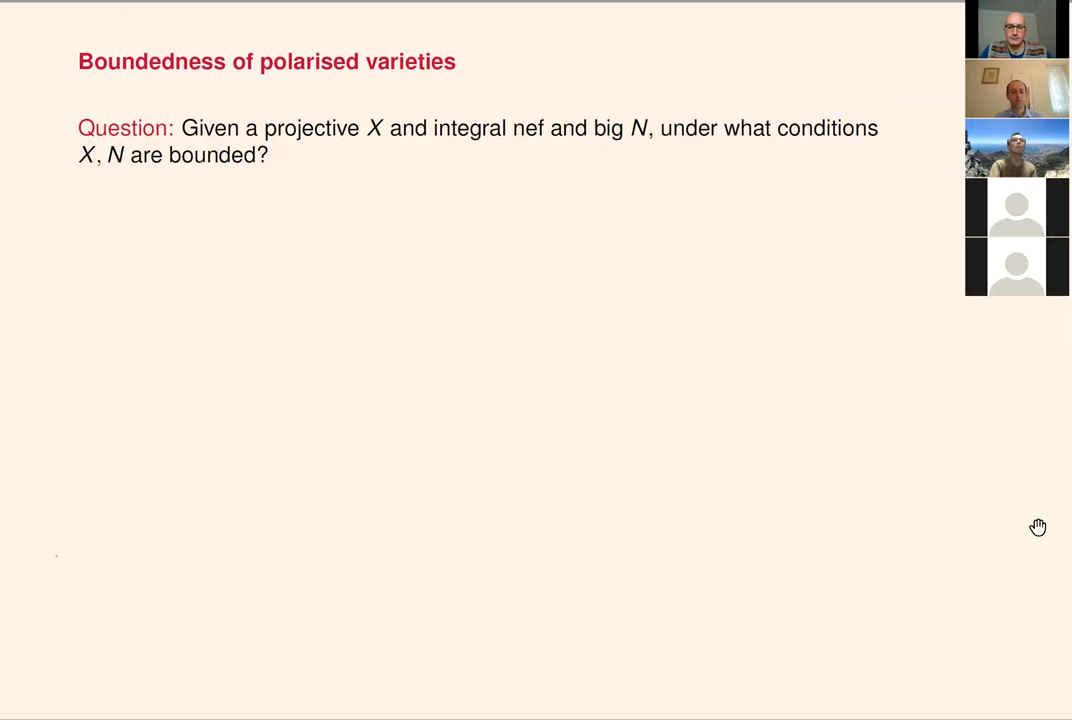 Boundedness of polarised varieties
Question: Given a projective X and integral nef and big N, under what conditions
X, N are bounded?